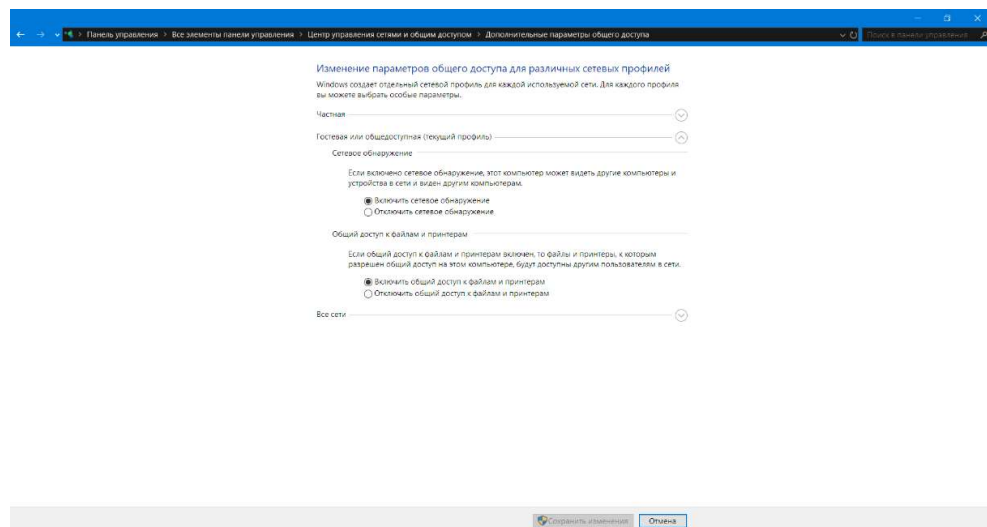 Панель управления > Все элементы панели управления > Центр управления сетями и общим доступом > Дополнительные параметры общего доступа
Поиск в панели управления
Изменение параметров общего доступа для различных сетевых профилей
Windows создает отдельный сетевой профиль для каждой используемой сети. Для каждого профиля
вы можете выбрать особые параметры.
Частная
Гостевая или общедоступная (текущий профиль)
Сетевое обнаружение
Если включено сетевое обнаружение, этот компьютер может видеть другие компьютеры и
устройства в сети и виден другим компьютерам.
Включить сетевое обнаружение
Отключить сетевое обнаружение
Общий доступ к файлам и принтерам
Если общий доступ к файлам и принтерам включен, то файлы и принтеры, к которым
разрешен общий доступ на этом компьютере, будут доступны другим пользователям в сети.
Включить общий доступ к файлам и принтерам
Отключить общий доступ к файлам и принтерам
Все сети
Сохранить изменения
Отмена